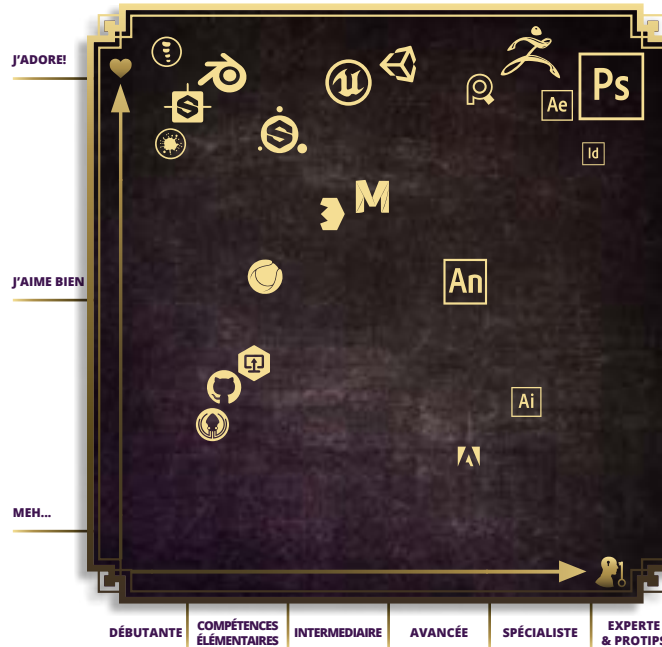 J'ADORE!
Ps
Ae
Id
J'AIME BIEN
An
Ai
MEH...
DÉBUTANTE
COMPÉTENCES
ÉLÉMENTAIRES
INTERMEDIAIRE
AVANCÉE
SPÉCIALISTE
EXPERTE
& PROTIPS